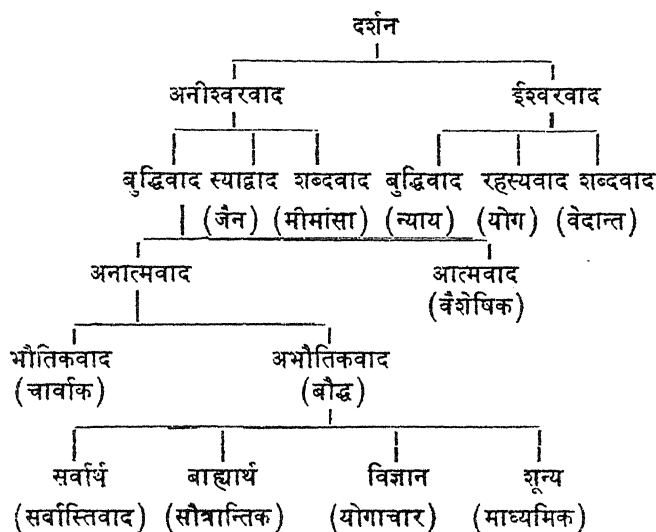 दर्शन
अनीश्वरवाद ईश्वरवाद
बुद्धिवाद स्याद्वाद शब्दवाद बुद्धिवाद रहस्यवाद शब्दवाद
(जैन) (मीमांसा) (न्याय) (योग) (वेदान्त)
अनात्मवाद आत्मवाद
(वैशेषिक)
भौतिकवाद अभौतिकवाद
(चार्वाक) (बौद्ध)
सर्वार्थ बाह्यार्थ विज्ञान शून्य
(सर्वास्तिवाद) (सौत्रान्तिक) (योगाचार) (माध्यमिक)